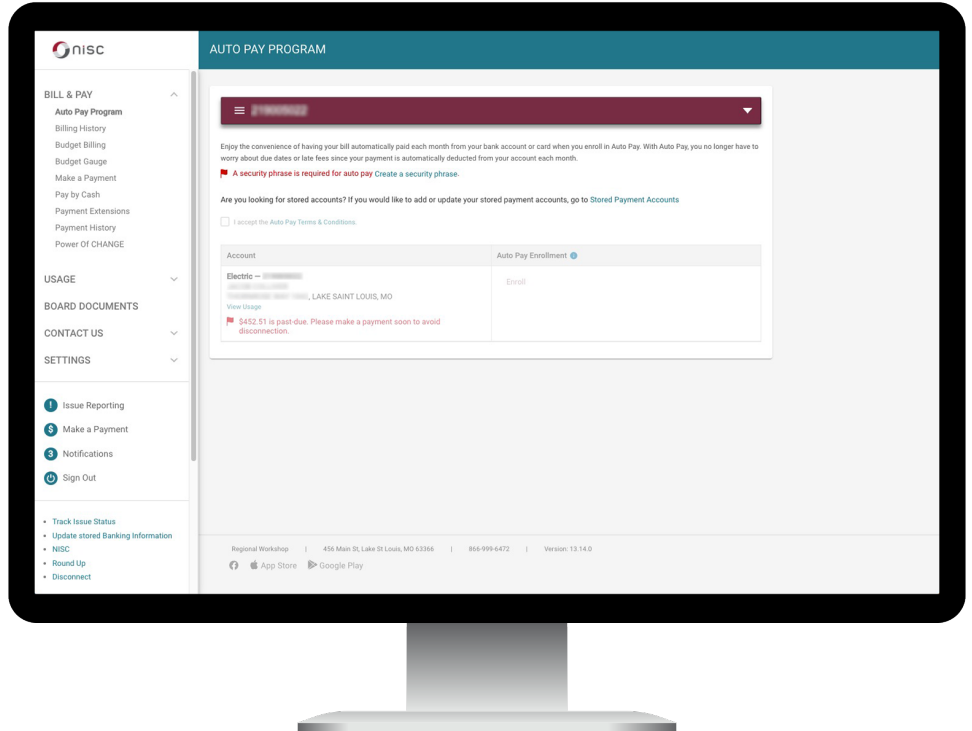 nisc
AUTO PAY PROGRAM
BILL & PAY
Auto Pay Program
Billing History
Budget Billing
Budget Gauge
Make a Payment
Pay by Cash
Payment Extensions
Payment History
Power Of CHANGE
USAGE
BOARD DOCUMENTS
CONTACT US
SETTINGS
! Issue Reporting
$ Make a Payment
3 Notifications
Sign Out
• Track Issue Status
• Update stored Banking Information
• NISC
• Round Up
• Disconnect
Enjoy the convenience of having your bill automatically paid each month from your bank account or card when you enroll in Auto Pay. With Auto Pay, you no longer have to
worry about due dates or late fees since your payment is automatically deducted from your account each month.
A security phrase is required for auto pay Create a security phrase.
Are you looking for stored accounts? If you would like to add or update your stored payment accounts, go to Stored Payment Accounts
I accept the Auto Pay Terms & Conditions.
Account
Auto Pay Enrollment
Electric –
, LAKE SAINT LOUIS, MO
View Usage
$452.51 is past-due. Please make a payment soon to avoid
disconnection.
Enroll
Regional Workshop | 456 Main St, Lake St Louis, MO 63366 | 866-999-6472 | Version: 13.14.0
App Store Google Play